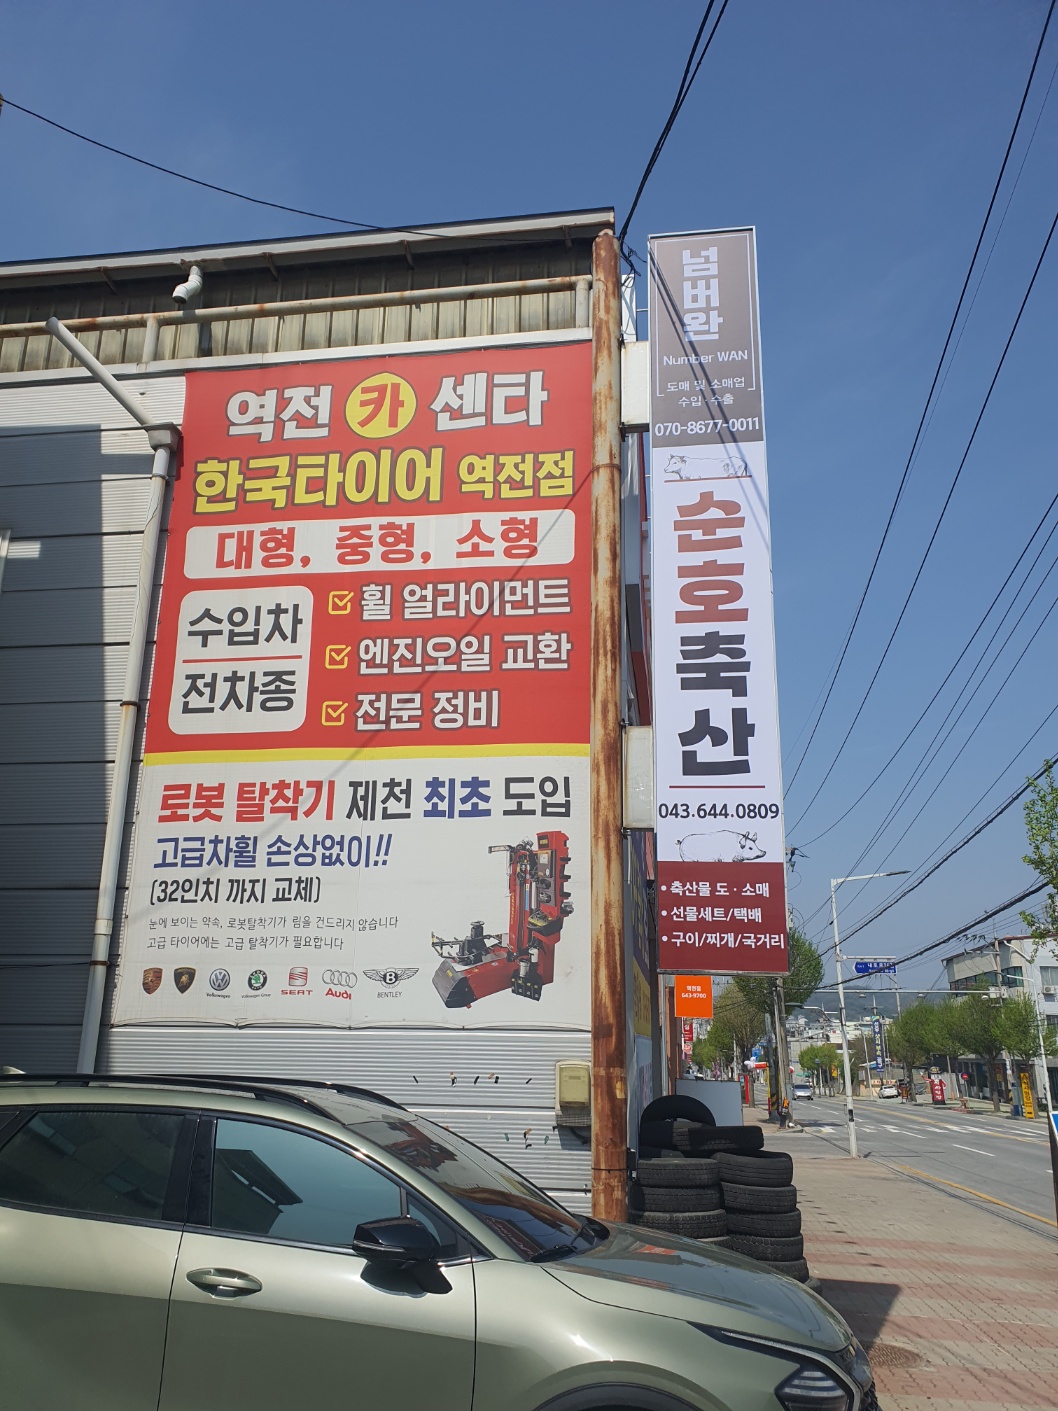 역전 카 센타
한국타이어 역전점
대형, 중형, 소형
수입차
전차종
휠 얼라이먼트
엔진오일 교환
전문 정비
로봇 탈착기 제천 최초 도입
고급차휠 손상없이!!
(32인치 까지 교체)
눈에 보이는 약속, 로봇탈착기가 림을 건드리지 않습니다
고급 타이어에는 고급 탈착기가 필요합니다
Volkswagen
SEAT
Audi
BENTLEY
넘버완
Number WAN
도매 및 소매업
수입·수출
070-8677-0011
순호축산
043.644.0809
• 축산물 도·소매
• 선물세트/택배
• 구이/찌개/국거리
역전점
643-9700